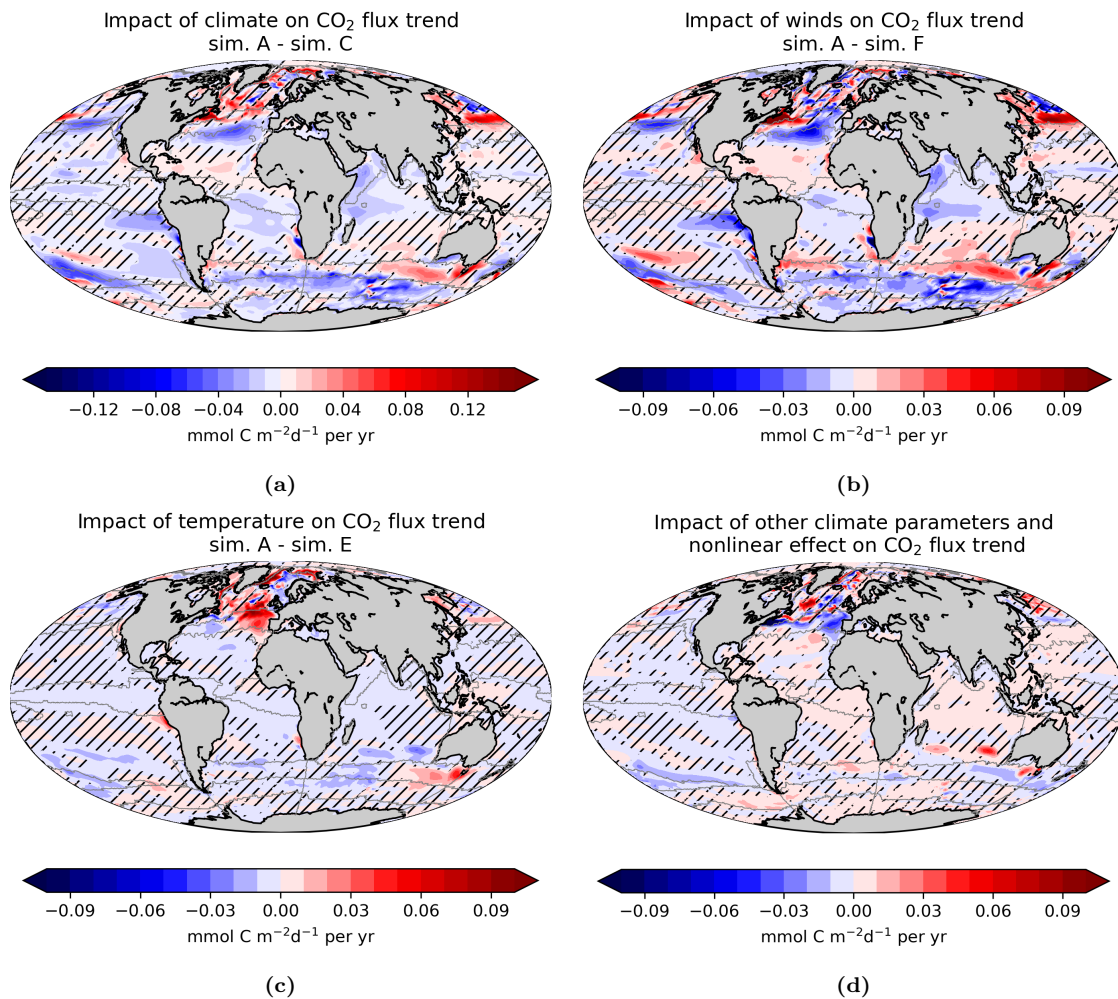 Impact of climate on CO₂ flux trend
sim. A - sim. C
−0.12 −0.08 −0.04 0.00 0.04 0.08 0.12
mmol C m⁻²d⁻¹ per yr
(a)
Impact of winds on CO₂ flux trend
sim. A - sim. F
−0.09 −0.06 −0.03 0.00 0.03 0.06 0.09
mmol C m⁻²d⁻¹ per yr
(b)
Impact of temperature on CO₂ flux trend
sim. A - sim. E
−0.09 −0.06 −0.03 0.00 0.03 0.06 0.09
mmol C m⁻²d⁻¹ per yr
(c)
Impact of other climate parameters and
nonlinear effect on CO₂ flux trend
−0.09 −0.06 −0.03 0.00 0.03 0.06 0.09
mmol C m⁻²d⁻¹ per yr
(d)